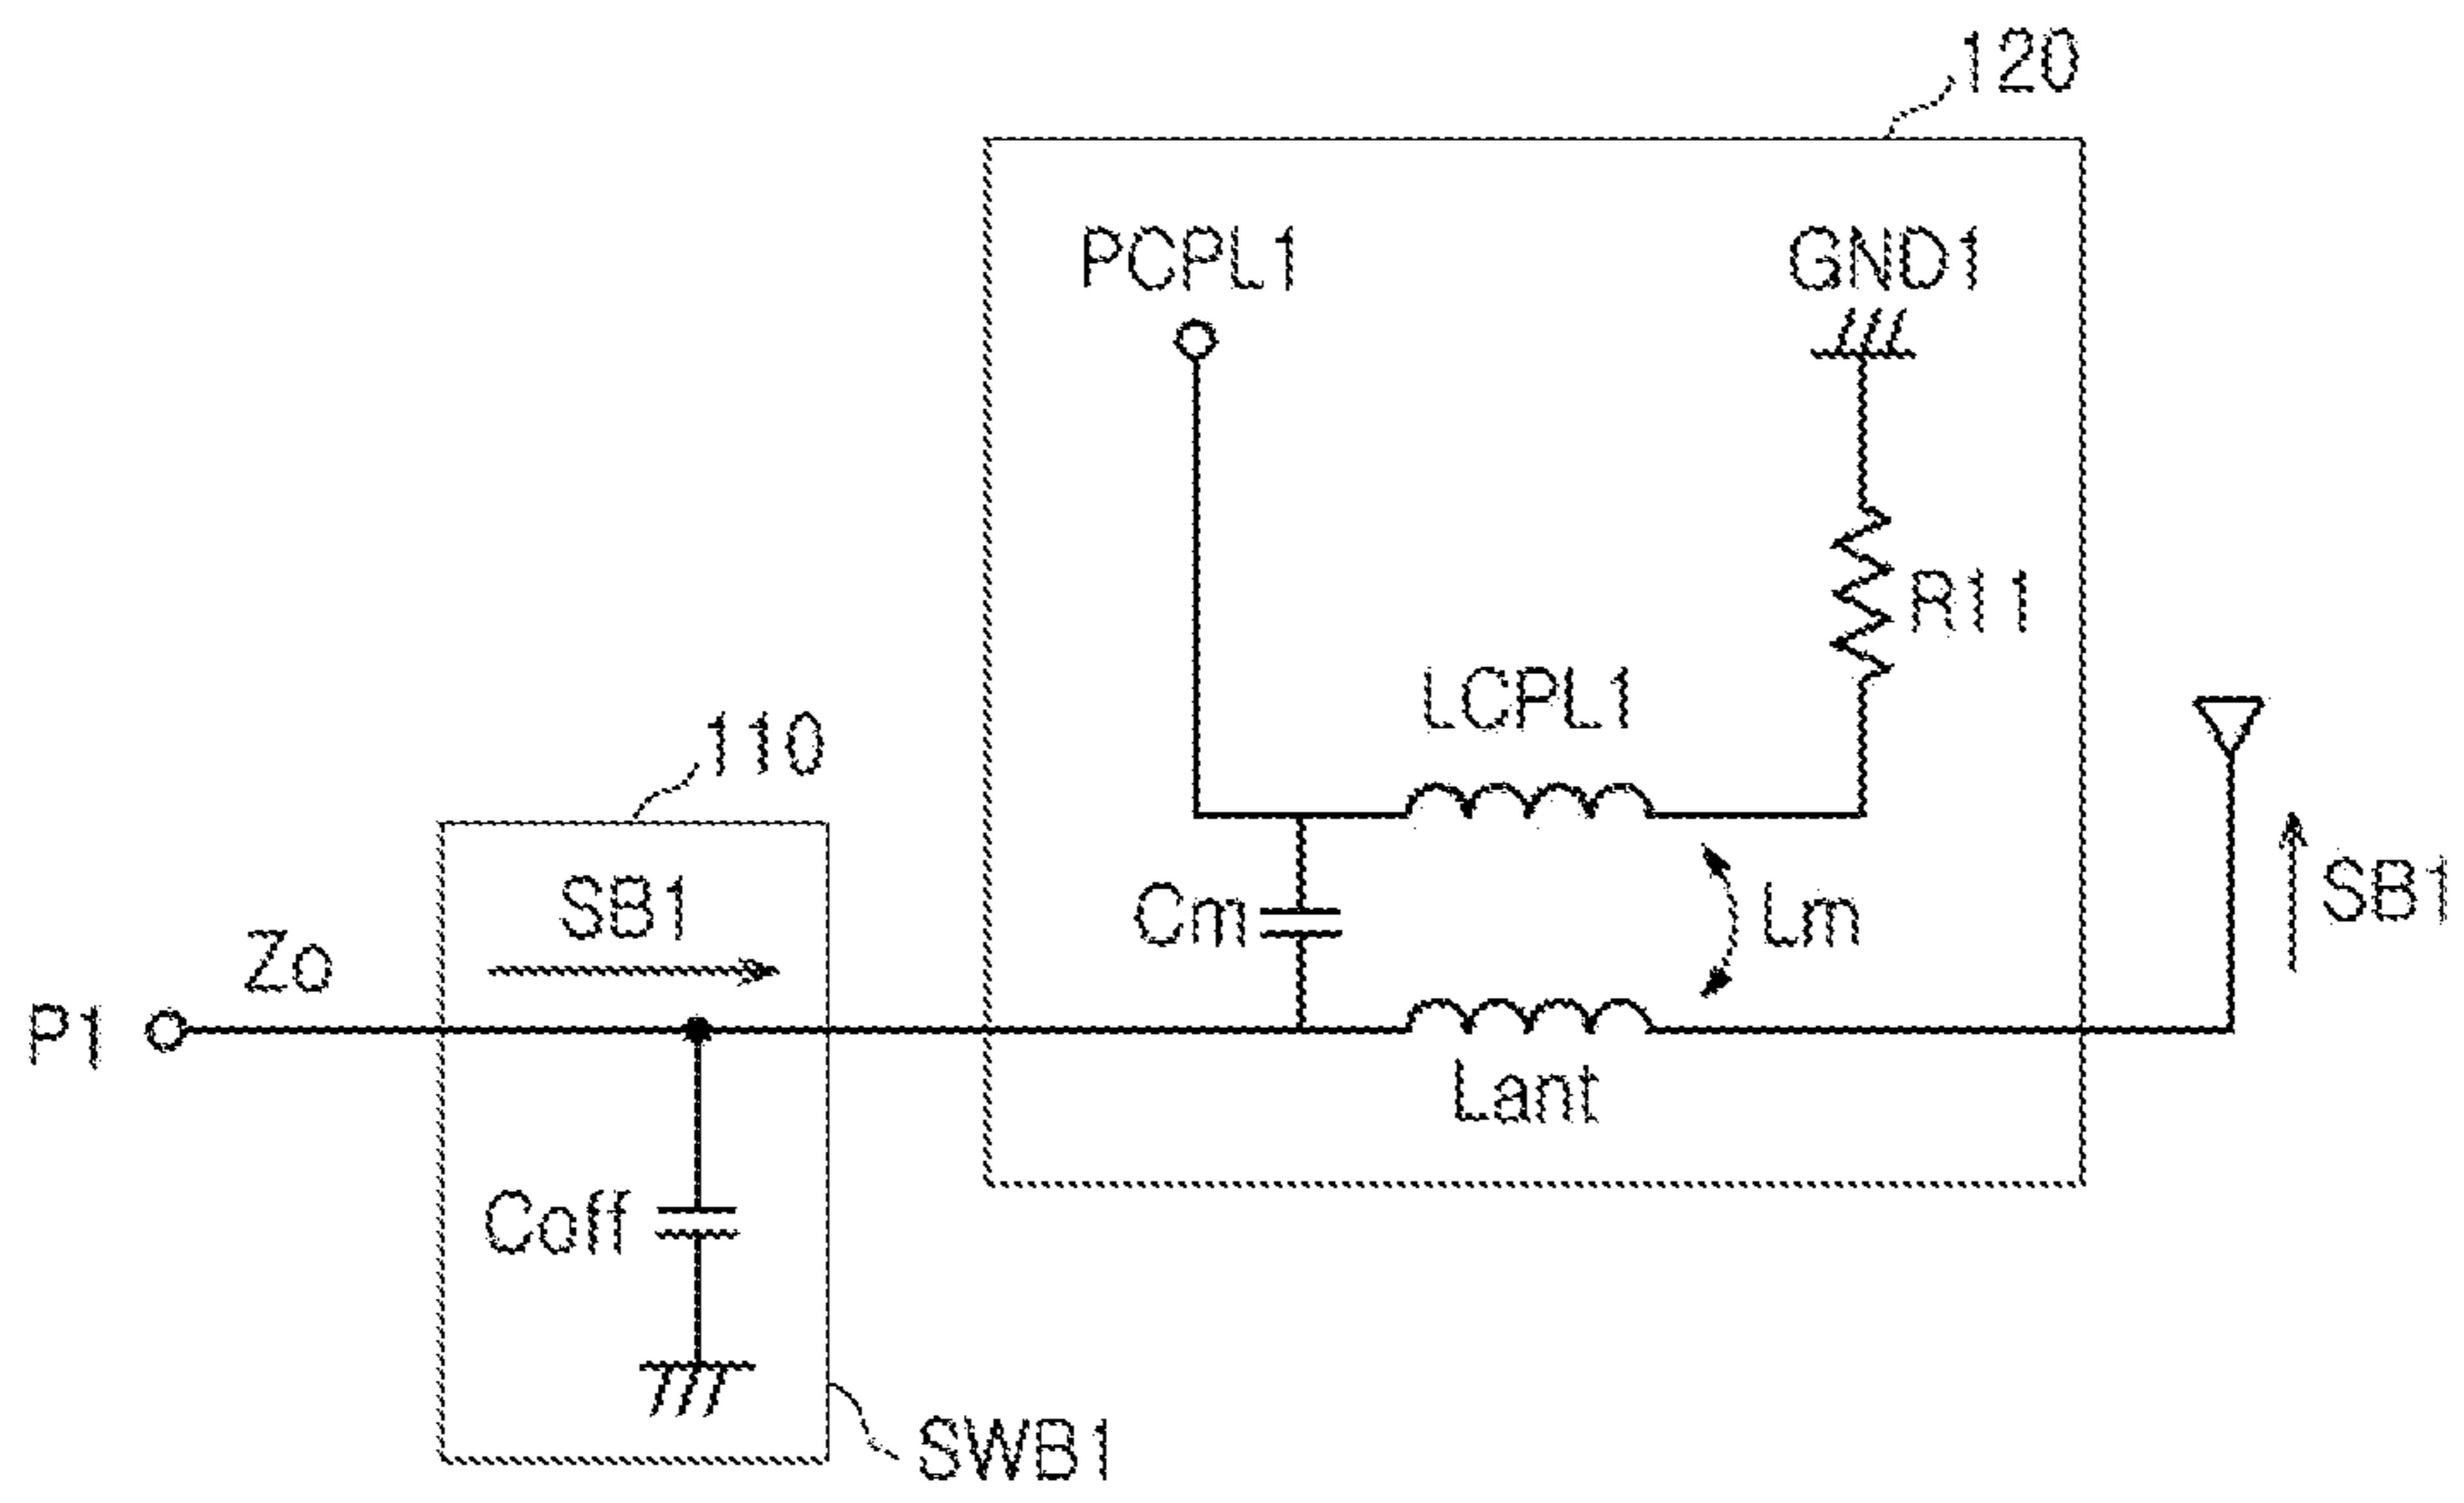 120
PCPL1
GND1
R11
LCPL1
110
SB1
Cm
Lm
SB1
Zo
P1
Lant
Coff
SWB1